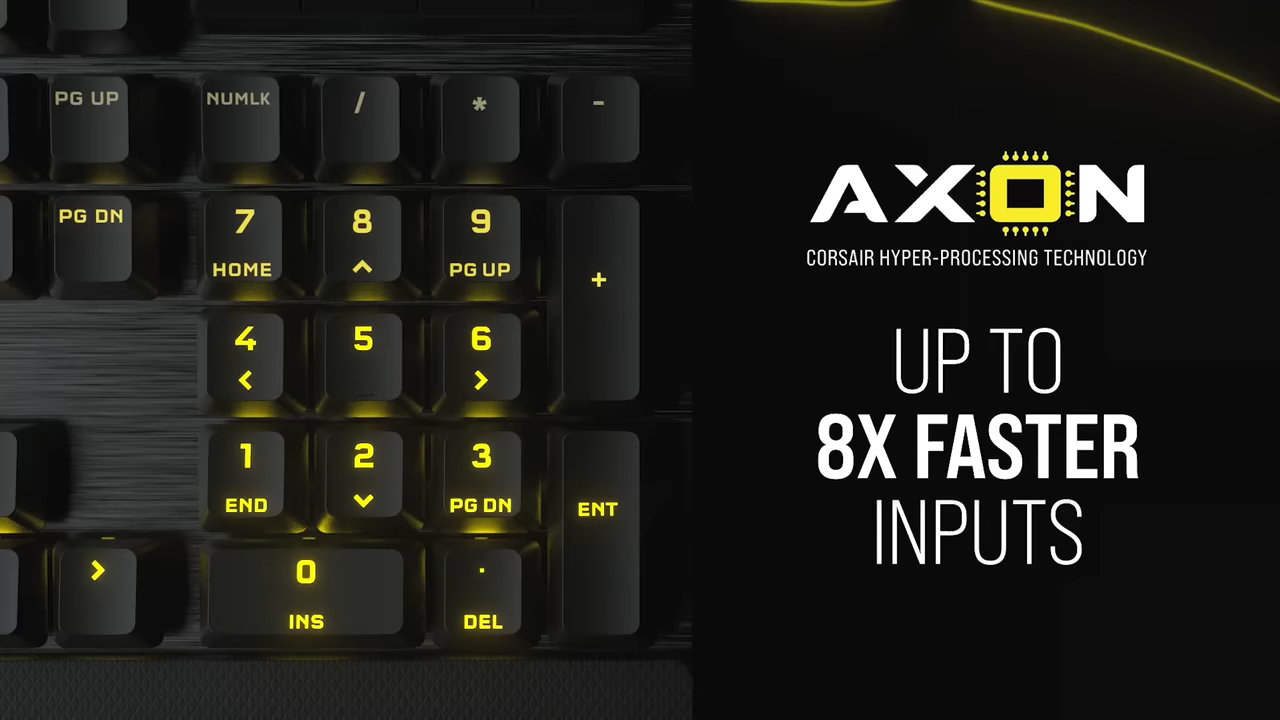 PG UP
NUMLK
/
*
-
PG DN
7
HOME
8
^
9
PG UP
+
4
<
5
6
>
1
END
2
3
PG DN
ENT
>
0
INS
.
DEL
AXON
CORSAIR HYPER-PROCESSING TECHNOLOGY
UP TO
8X FASTER
INPUTS